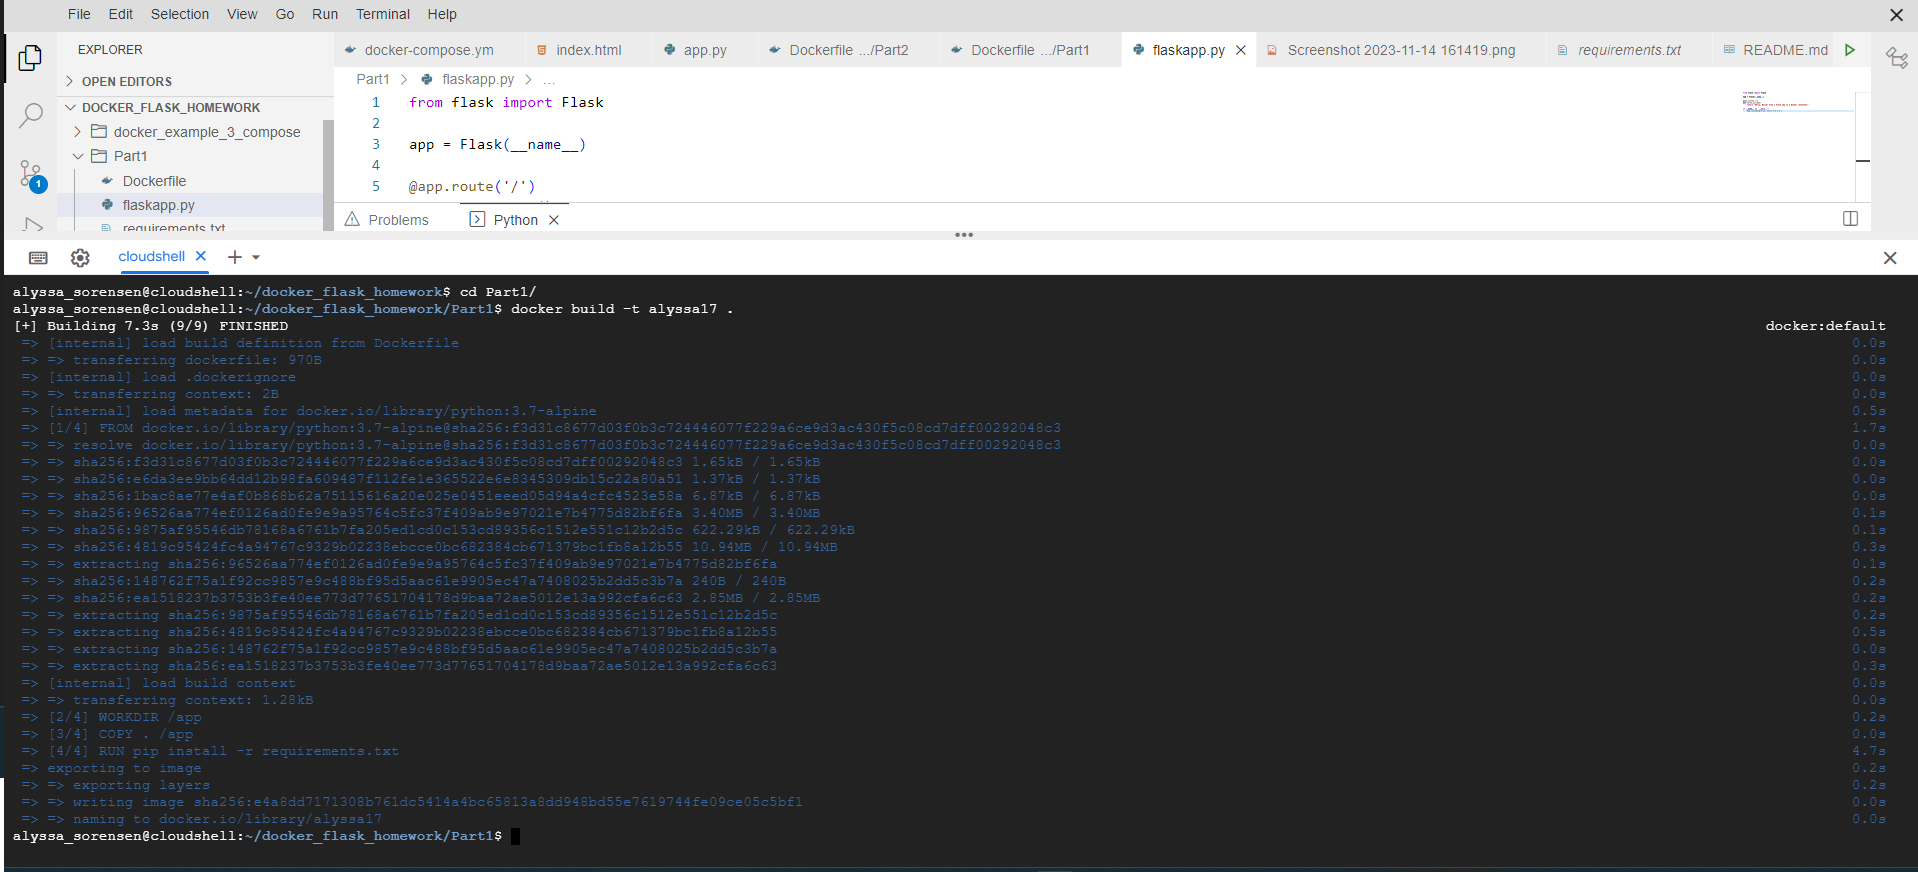 File Edit Selection View Go Run Terminal Help
EXPLORER
OPEN EDITORS
DOCKER_FLASK_HOMEWORK
docker_example_3_compose
Part1
Dockerfile
flaskapp.py
requirements.txt
1
docker-compose.ym index.html app.py Dockerfile .../Part2 Dockerfile .../Part1 flaskapp.py Screenshot 2023-11-14 161419.png requirements.txt README.md
Part1 > flaskapp.py > ...
1 from flask import Flask
2
3 app = Flask(__name__)
4
5 @app.route('/')
Problems Python
cloudshell
alyssa_sorensen@cloudshell:~/docker_flask_homework$ cd Part1/
alyssa_sorensen@cloudshell:~/docker_flask_homework/Part1$ docker build -t alyssa17 .
[+] Building 7.3s (9/9) FINISHED docker:default
=> [internal] load build definition from Dockerfile 0.0s
=> => transferring dockerfile: 970B 0.0s
=> [internal] load .dockerignore 0.0s
=> => transferring context: 2B 0.0s
=> [internal] load metadata for docker.io/library/python:3.7-alpine 0.5s
=> [1/4] FROM docker.io/library/python:3.7-alpine@sha256:f3d31c8677d03f0b3c724446077f229a6ce9d3ac430f5c08cd7dff00292048c3 1.7s
=> => resolve docker.io/library/python:3.7-alpine@sha256:f3d31c8677d03f0b3c724446077f229a6ce9d3ac430f5c08cd7dff00292048c3 0.0s
=> => sha256:f3d31c8677d03f0b3c724446077f229a6ce9d3ac430f5c08cd7dff00292048c3 1.65kB / 1.65kB 0.0s
=> => sha256:e6da3ee9bb64dd12b98fa609487f112fe1e365522e6e8345309db15c22a80a51 1.37kB / 1.37kB 0.0s
=> => sha256:1bac8ae77e4af0b868b62a75115616a20e025e0451eeed05d94a4cfc4523e58a 6.87kB / 6.87kB 0.0s
=> => sha256:96526aa774ef0126ad0fe9e9a95764c5fc37f409ab9e97021e7b4775d82bf6fa 3.40MB / 3.40MB 0.1s
=> => sha256:9875af95546db78168a6761b7fa205ed1cd0c153cd89356c1512e551c12b2d5c 622.29kB / 622.29kB 0.1s
=> => sha256:4819c95424fc4a94767c9329b02238ebcce0bc682384cb671379bc1fb8a12b55 10.94MB / 10.94MB 0.3s
=> => extracting sha256:96526aa774ef0126ad0fe9e9a95764c5fc37f409ab9e97021e7b4775d82bf6fa 0.1s
=> => sha256:148762f75a1f92cc9857e9c488bf95d5aac61e9905ec47a7408025b2dd5c3b7a 240B / 240B 0.2s
=> => sha256:ea1518237b3753b3fe40ee773d77651704178d9baa72ae5012e13a992cfa6c63 2.85MB / 2.85MB 0.2s
=> => extracting sha256:9875af95546db78168a6761b7fa205ed1cd0c153cd89356c1512e551c12b2d5c 0.2s
=> => extracting sha256:4819c95424fc4a94767c9329b02238ebcce0bc682384cb671379bc1fb8a12b55 0.5s
=> => extracting sha256:148762f75a1f92cc9857e9c488bf95d5aac61e9905ec47a7408025b2dd5c3b7a 0.0s
=> => extracting sha256:ea1518237b3753b3fe40ee773d77651704178d9baa72ae5012e13a992cfa6c63 0.3s
=> [internal] load build context 0.0s
=> => transferring context: 1.28kB 0.0s
=> [2/4] WORKDIR /app 0.2s
=> [3/4] COPY . /app 0.0s
=> [4/4] RUN pip install -r requirements.txt 4.7s
=> exporting to image 0.2s
=> => exporting layers 0.2s
=> => writing image sha256:e4a8dd7171308b761dc5414a4bc65813a8dd948bd55e7619744fe09ce05c5bf1 0.0s
=> => naming to docker.io/library/alyssa17 0.0s
alyssa_sorensen@cloudshell:~/docker_flask_homework/Part1$